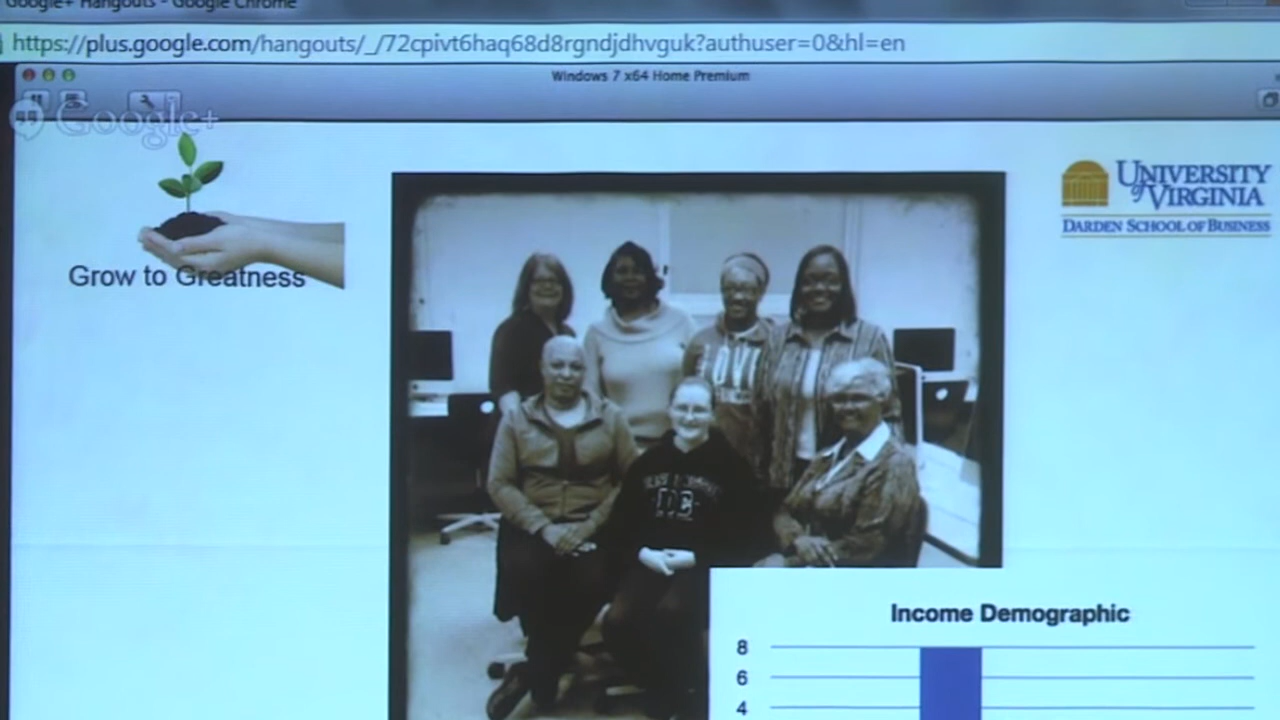 Google+ Hangouts - Google Chrome
https://plus.google.com/hangouts/_/72cpivt6haq68d8rgndjdhvguk?authuser=0&hl=en
Windows 7 x64 Home Premium
Google+
UNIVERSITY
of VIRGINIA
DARDEN SCHOOL OF BUSINESS
Grow to Greatness
Income Demographic
8
6
4